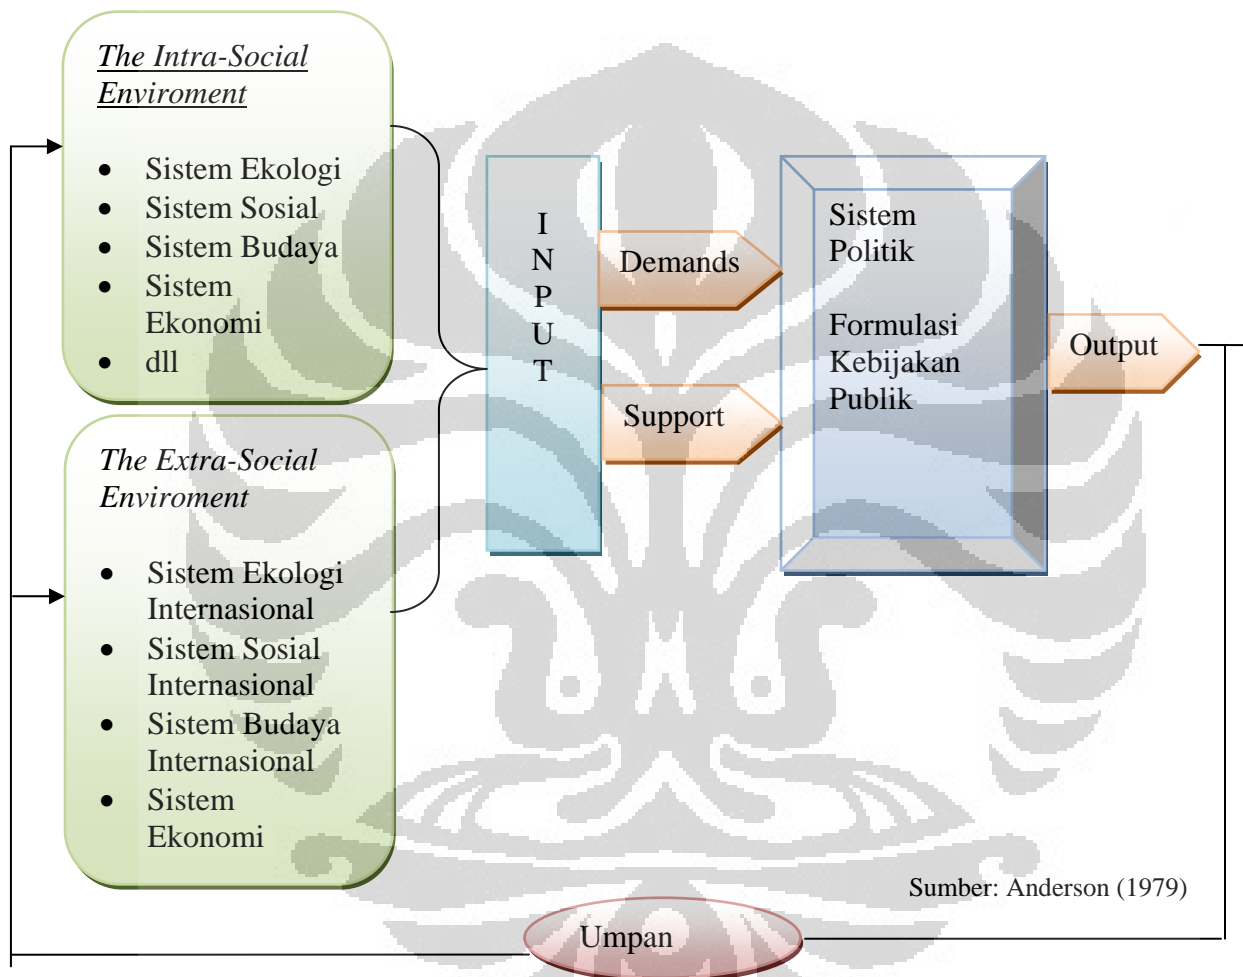 The Intra-Social
Enviroment
• Sistem Ekologi
• Sistem Sosial
• Sistem Budaya
• Sistem
Ekonomi
• dll
The Extra-Social
Enviroment
• Sistem Ekologi
Internasional
• Sistem Sosial
Internasional
• Sistem Budaya
Internasional
• Sistem
Ekonomi
I
N
P
U
T
Demands
Support
Sistem
Politik
Formulasi
Kebijakan
Publik
Output
Sumber: Anderson (1979)
Umpan